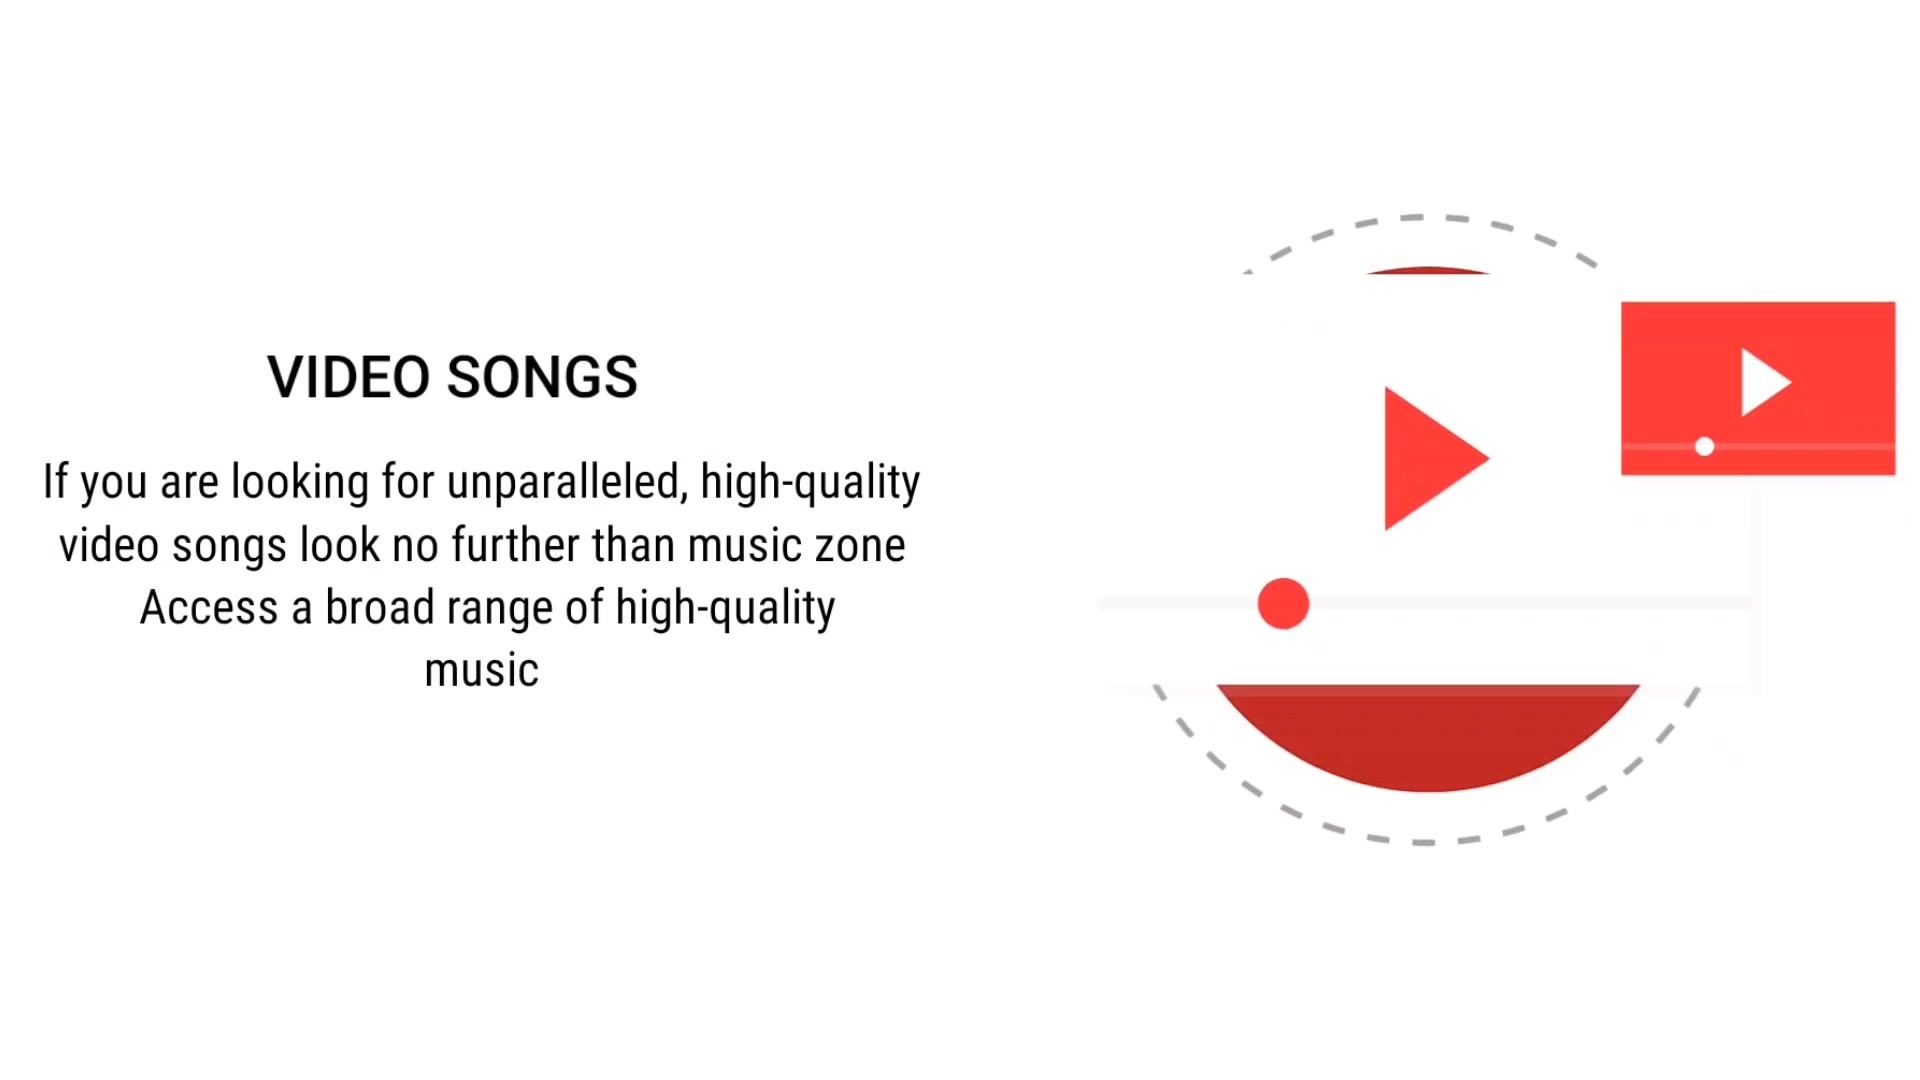 VIDEO SONGS
If you are looking for unparalleled, high-quality
video songs look no further than music zone
Access a broad range of high-quality
music